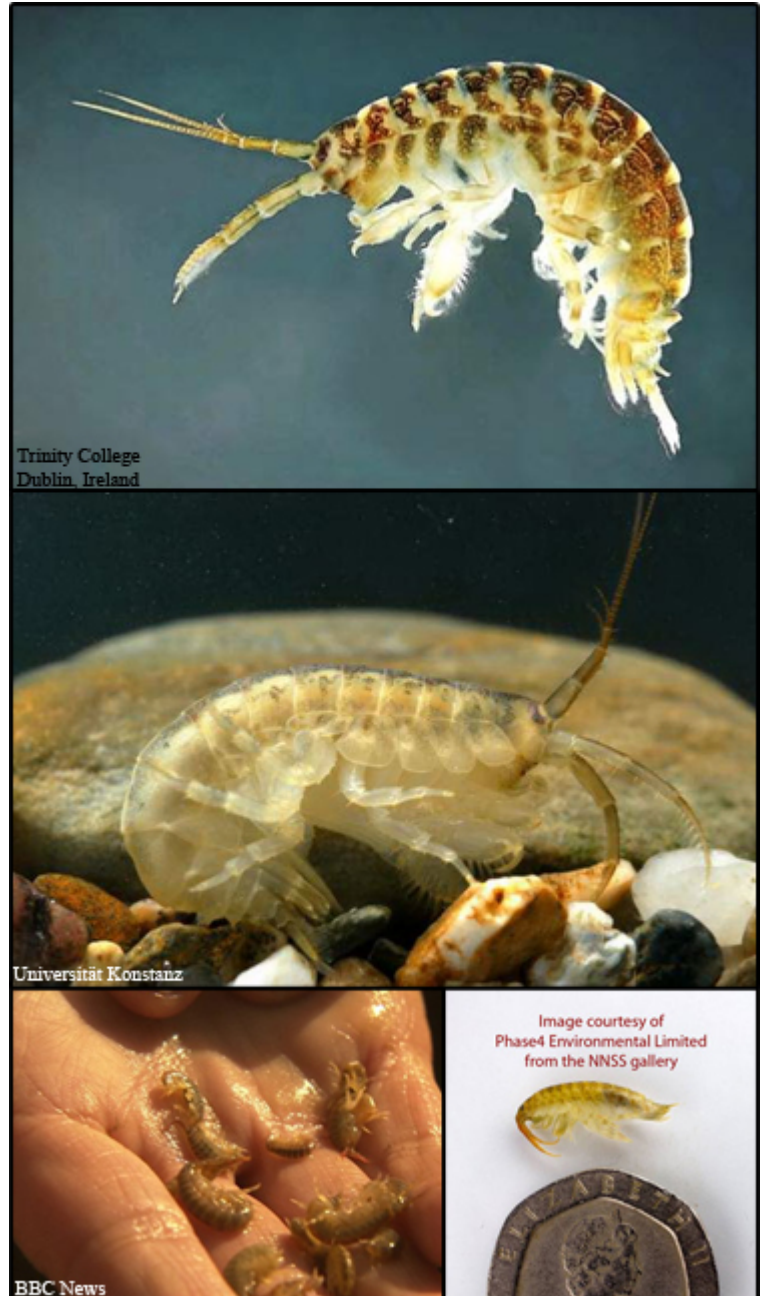 Trinity College
Dublin, Ireland
Universität Konstanz
BBC News
Image courtesy of
Phase4 Environmental Limited
from the NNSS gallery
ELIZABETH II